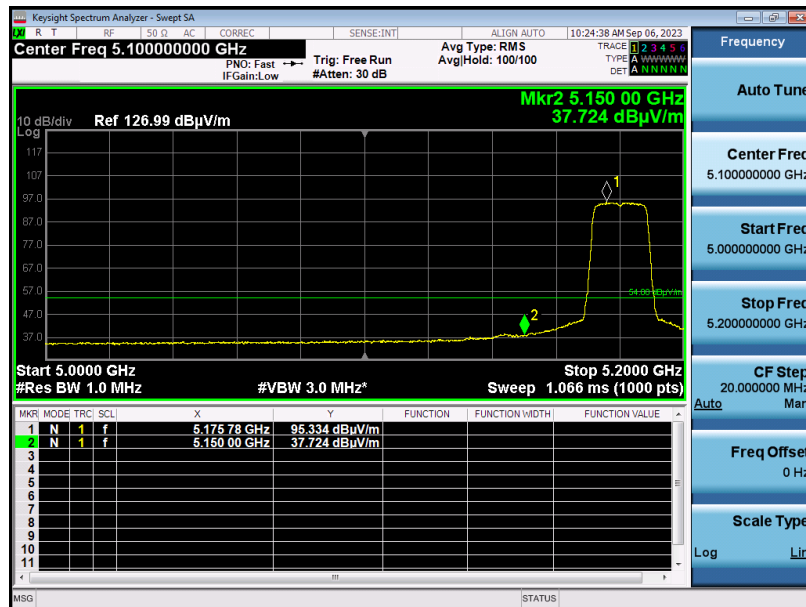 Keysight Spectrum Analyzer - Swept SA
LXI R T RF 50 Ω AC CORREC SENSE:INT ALIGN AUTO 10:24:38 AM Sep 06, 2023
Center Freq 5.100000000 GHz
PNO: Fast
IFGain:Low
Trig: Free Run
#Atten: 30 dB
Avg Type: RMS
Avg|Hold: 100/100
TRACE 1 2 3 4 5 6
TYPE A WWWWW
DET A N N N N N
Mkr2 5.150 00 GHz
37.724 dBµV/m
10 dB/div Ref 126.99 dBµV/m
Log
117
107
97.0
87.0
77.0
67.0
57.0
47.0
37.0
1
54.00 dBµV/m
2
Start 5.0000 GHz Stop 5.2000 GHz
#Res BW 1.0 MHz #VBW 3.0 MHz* Sweep 1.066 ms (1000 pts)
MKR MODE TRC SCL X Y FUNCTION FUNCTION WIDTH FUNCTION VALUE
1 N 1 f 5.175 78 GHz 95.334 dBµV/m
2 N 1 f 5.150 00 GHz 37.724 dBµV/m
3
4
5
6
7
8
9
10
11
MSG STATUS
Frequency
Auto Tune
Center Freq
5.100000000 GHz
Start Freq
5.000000000 GHz
Stop Freq
5.200000000 GHz
CF Step
20.000000 MHz
Auto Man
Freq Offset
0 Hz
Scale Type
Log Lin